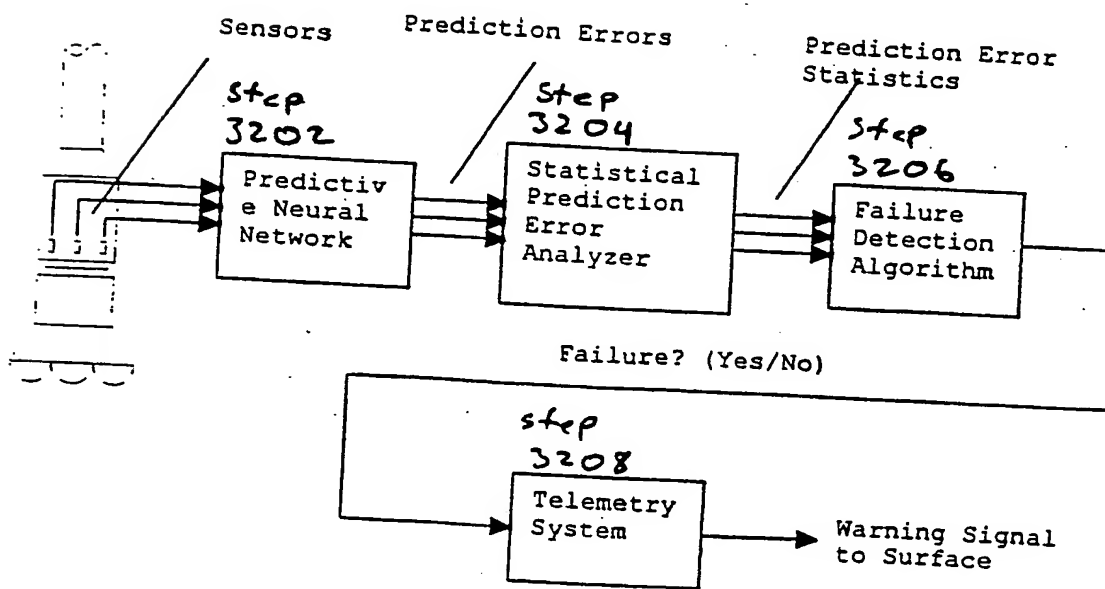 Sensors
Prediction Errors
Prediction Error
Statistics
step
3202
step
3204
step
3206
Predictiv
e Neural
Network
Statistical
Prediction
Error
Analyzer
Failure
Detection
Algorithm
Failure? (Yes/No)
step
3208
Telemetry
System
Warning Signal
to Surface